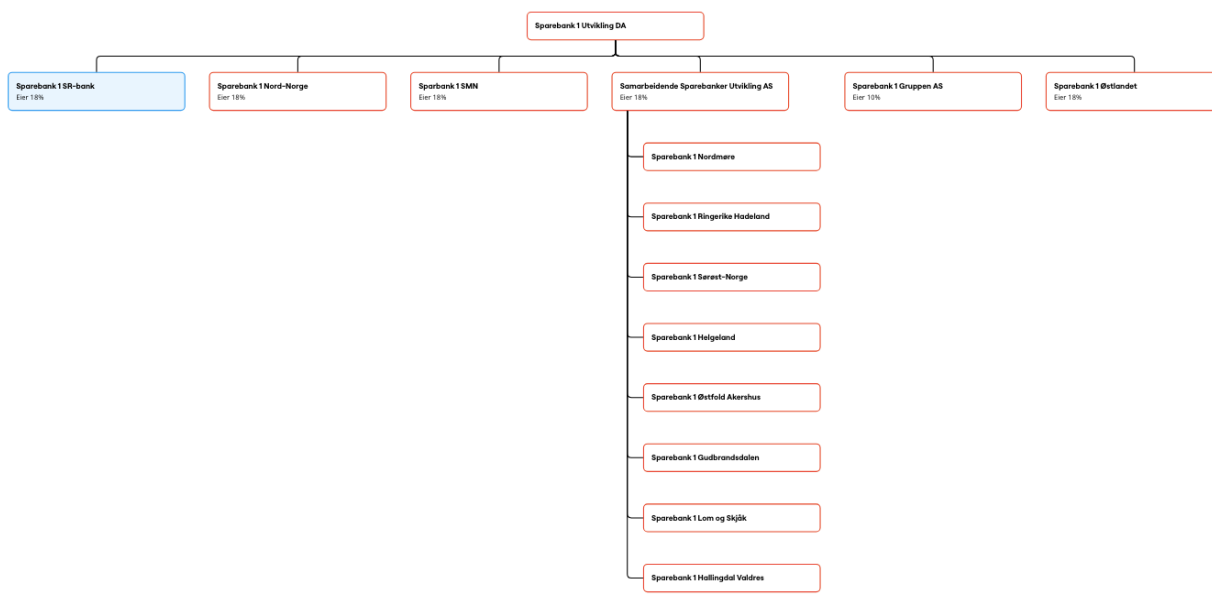 Sparebank 1 Utvikling DA
Sparebank 1 SR-bank
Eier 18%
Sparebank 1 Nord-Norge
Eier 18%
Sparbank 1 SMN
Eier 18%
Samarbeidende Sparebanker Utvikling AS
Eier 18%
Sparebank 1 Gruppen AS
Eier 10%
Sparebank 1 Østlandet
Eier 18%
Sparebank 1 Nordmøre
Sparebank 1 Ringerike Hadeland
Sparebank 1 Sørøst-Norge
Sparebank 1 Helgeland
Sparebank 1 Østfold Akershus
Sparebank 1 Gudbrandsdalen
Sparebank 1 Lom og Skjåk
Sparebank 1 Hallingdal Valdres